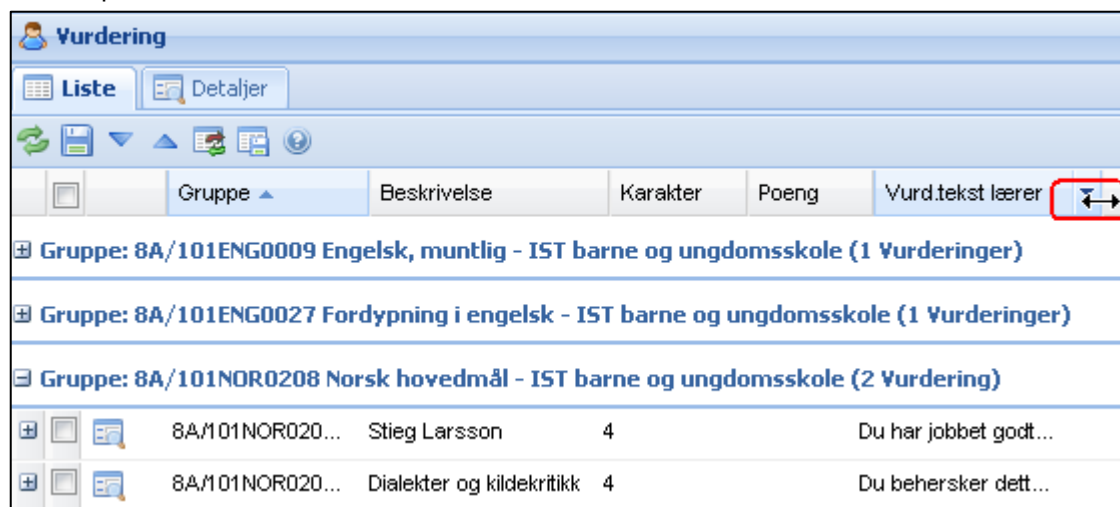 Vurdering
Liste Detaljer
Gruppe Beskrivelse Karakter Poeng Vurd.tekst lærer
Gruppe: 8A/101ENG0009 Engelsk, muntlig - IST barne og ungdomsskole (1 Vurderinger)
Gruppe: 8A/101ENG0027 Fordypning i engelsk - IST barne og ungdomsskole (1 Vurderinger)
Gruppe: 8A/101NOR0208 Norsk hovedmål - IST barne og ungdomsskole (2 Vurdering)
8A/101NOR020... Stieg Larsson 4 Du har jobbet godt...
8A/101NOR020... Dialekter og kildekritikk 4 Du behersker dett...